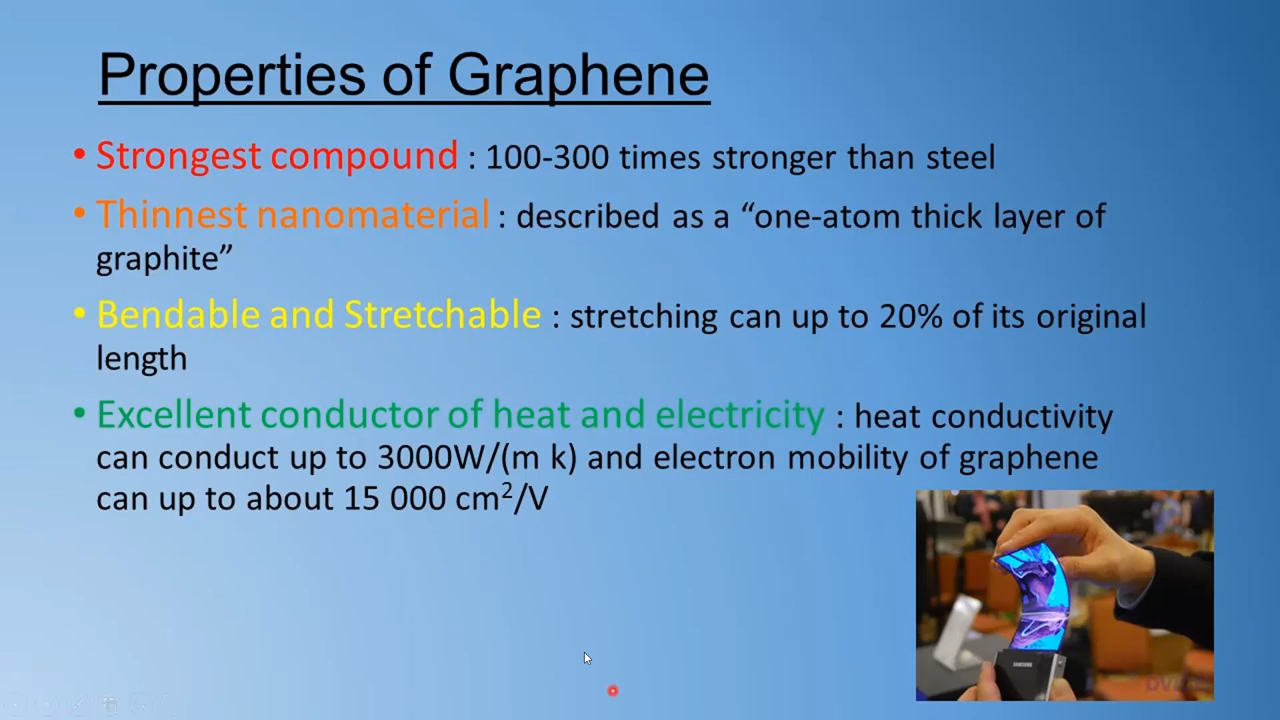 Properties of Graphene
• Strongest compound : 100-300 times stronger than steel
• Thinnest nanomaterial : described as a “one-atom thick layer of
graphite”
• Bendable and Stretchable : stretching can up to 20% of its original
length
• Excellent conductor of heat and electricity : heat conductivity
can conduct up to 3000W/(m k) and electron mobility of graphene
can up to about 15 000 cm²/V
SAMSUNG